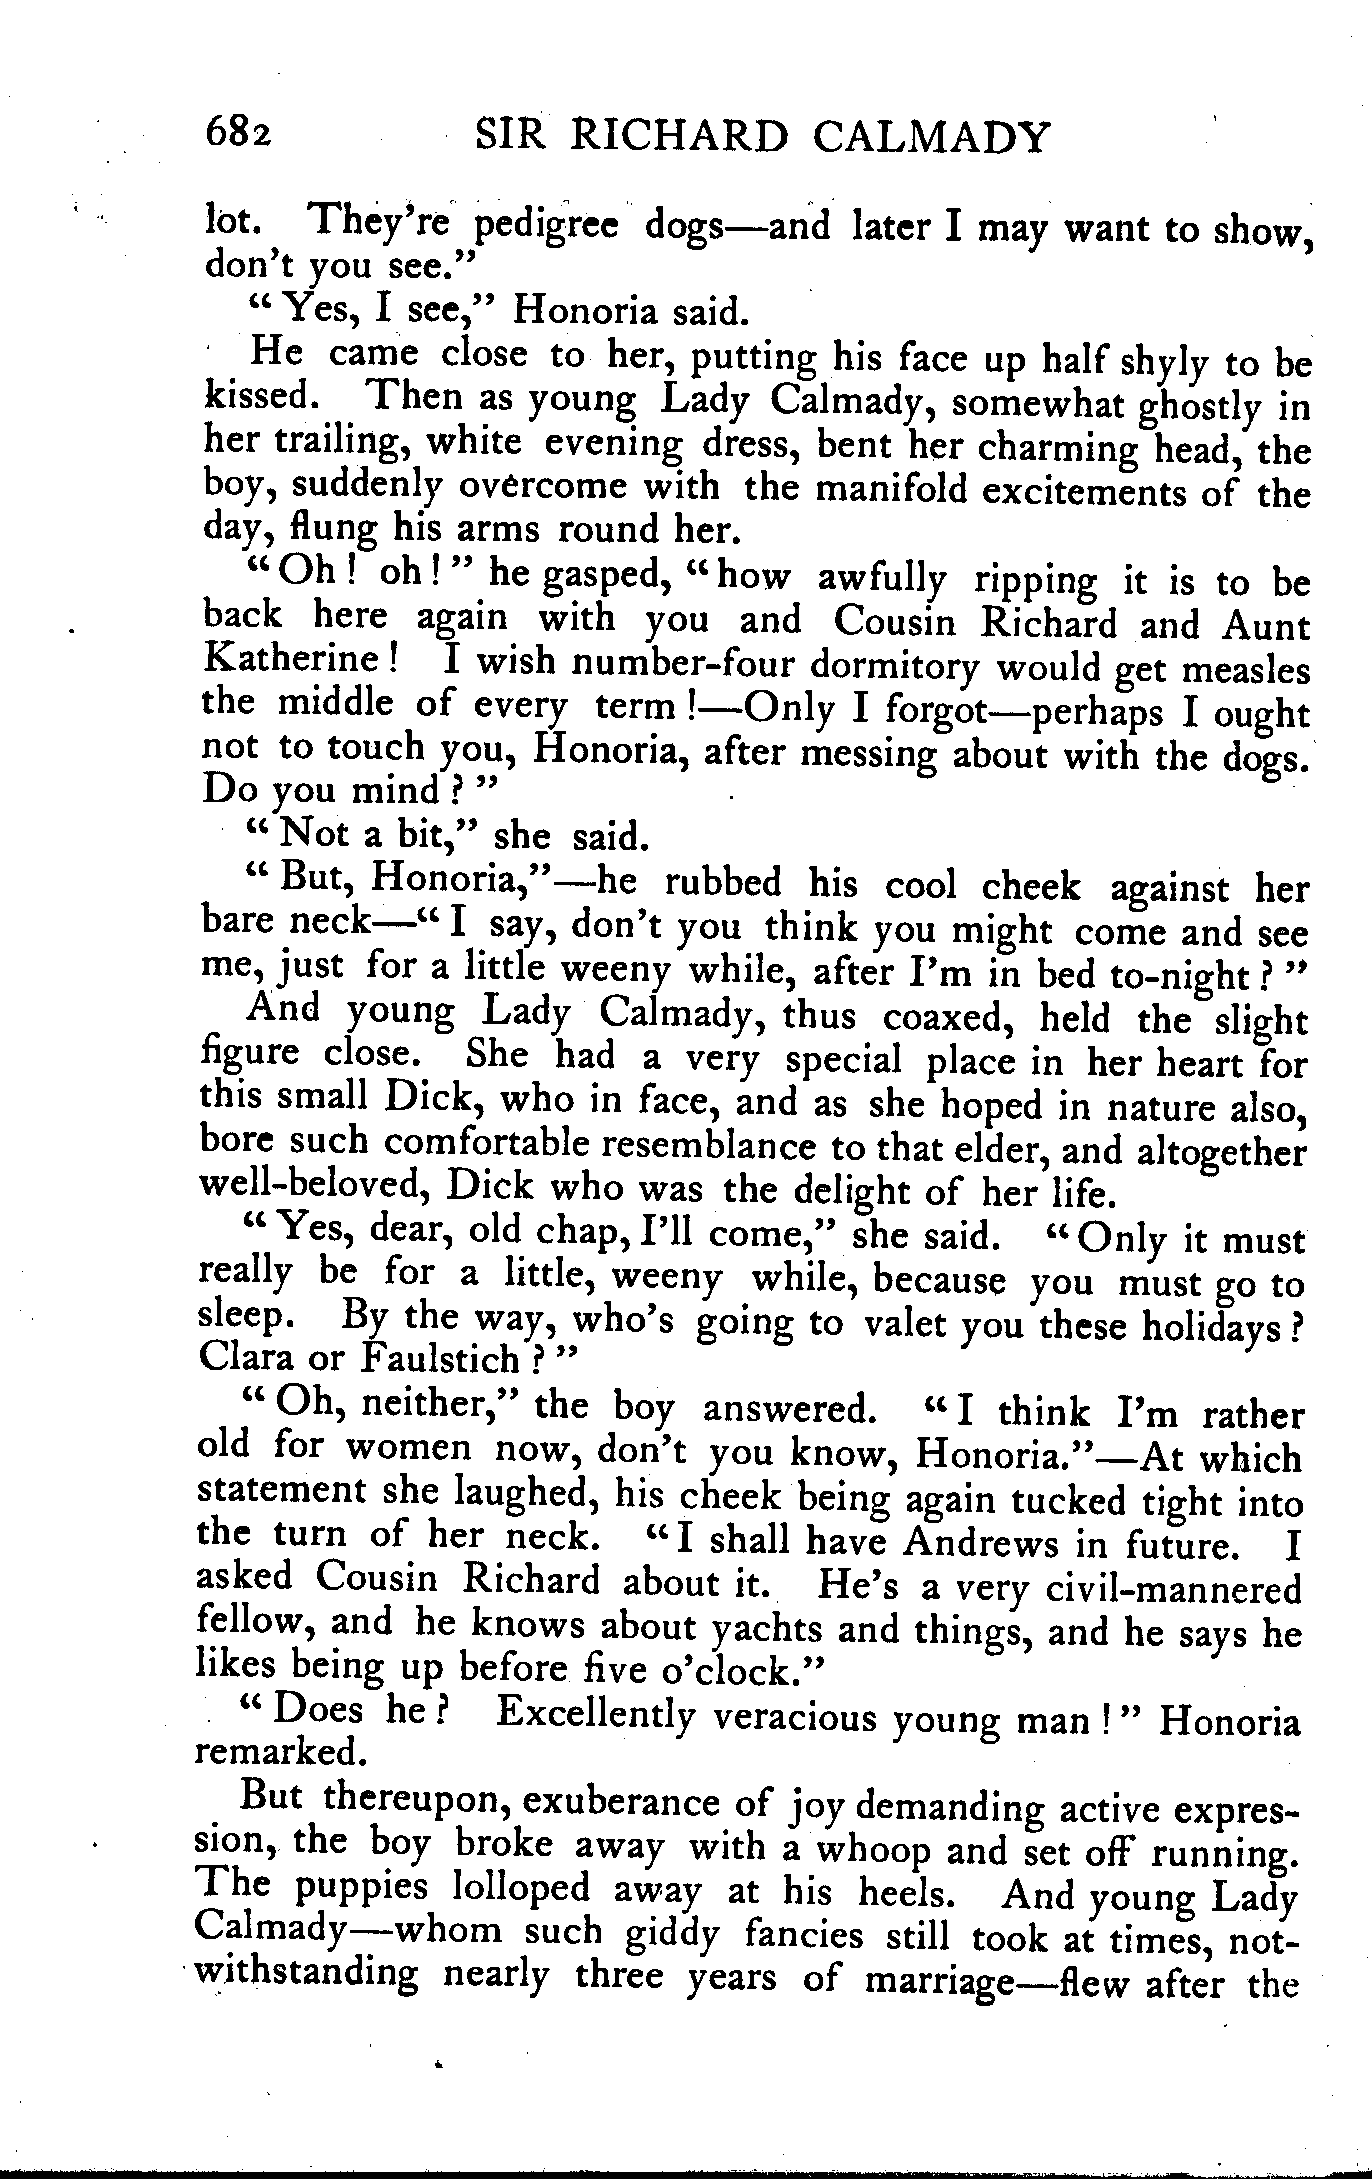 682 SIR RICHARD CALMADY
lot. They're pedigree dogs—and later I may want to show,
don't you see."
"Yes, I see," Honoria said.
He came close to her, putting his face up half shyly to be
kissed. Then as young Lady Calmady, somewhat ghostly in
her trailing, white evening dress, bent her charming head, the
boy, suddenly overcome with the manifold excitements of the
day, flung his arms round her.
"Oh! oh!" he gasped, "how awfully ripping it is to be
back here again with you and Cousin Richard and Aunt
Katherine! I wish number-four dormitory would get measles
the middle of every term!—Only I forgot—perhaps I ought
not to touch you, Honoria, after messing about with the dogs.
Do you mind?"
"Not a bit," she said.
"But, Honoria,"—he rubbed his cool cheek against her
bare neck—"I say, don't you think you might come and see
me, just for a little weeny while, after I'm in bed to-night?"
And young Lady Calmady, thus coaxed, held the slight
figure close. She had a very special place in her heart for
this small Dick, who in face, and as she hoped in nature also,
bore such comfortable resemblance to that elder, and altogether
well-beloved, Dick who was the delight of her life.
"Yes, dear, old chap, I'll come," she said. "Only it must
really be for a little, weeny while, because you must go to
sleep. By the way, who's going to valet you these holidays?
Clara or Faulstich?"
"Oh, neither," the boy answered. "I think I'm rather
old for women now, don't you know, Honoria."—At which
statement she laughed, his cheek being again tucked tight into
the turn of her neck. "I shall have Andrews in future. I
asked Cousin Richard about it. He's a very civil-mannered
fellow, and he knows about yachts and things, and he says he
likes being up before five o'clock."
"Does he? Excellently veracious young man!" Honoria
remarked.
But thereupon, exuberance of joy demanding active expres-
sion, the boy broke away with a whoop and set off running.
The puppies lolloped away at his heels. And young Lady
Calmady—whom such giddy fancies still took at times, not-
withstanding nearly three years of marriage—flew after the